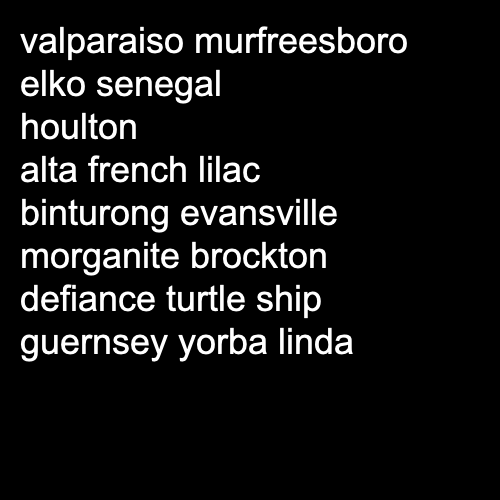 valparaiso murfreesboro
elko senegal
houlton
alta french lilac
binturong evansville
morganite brockton
defiance turtle ship
guernsey yorba linda